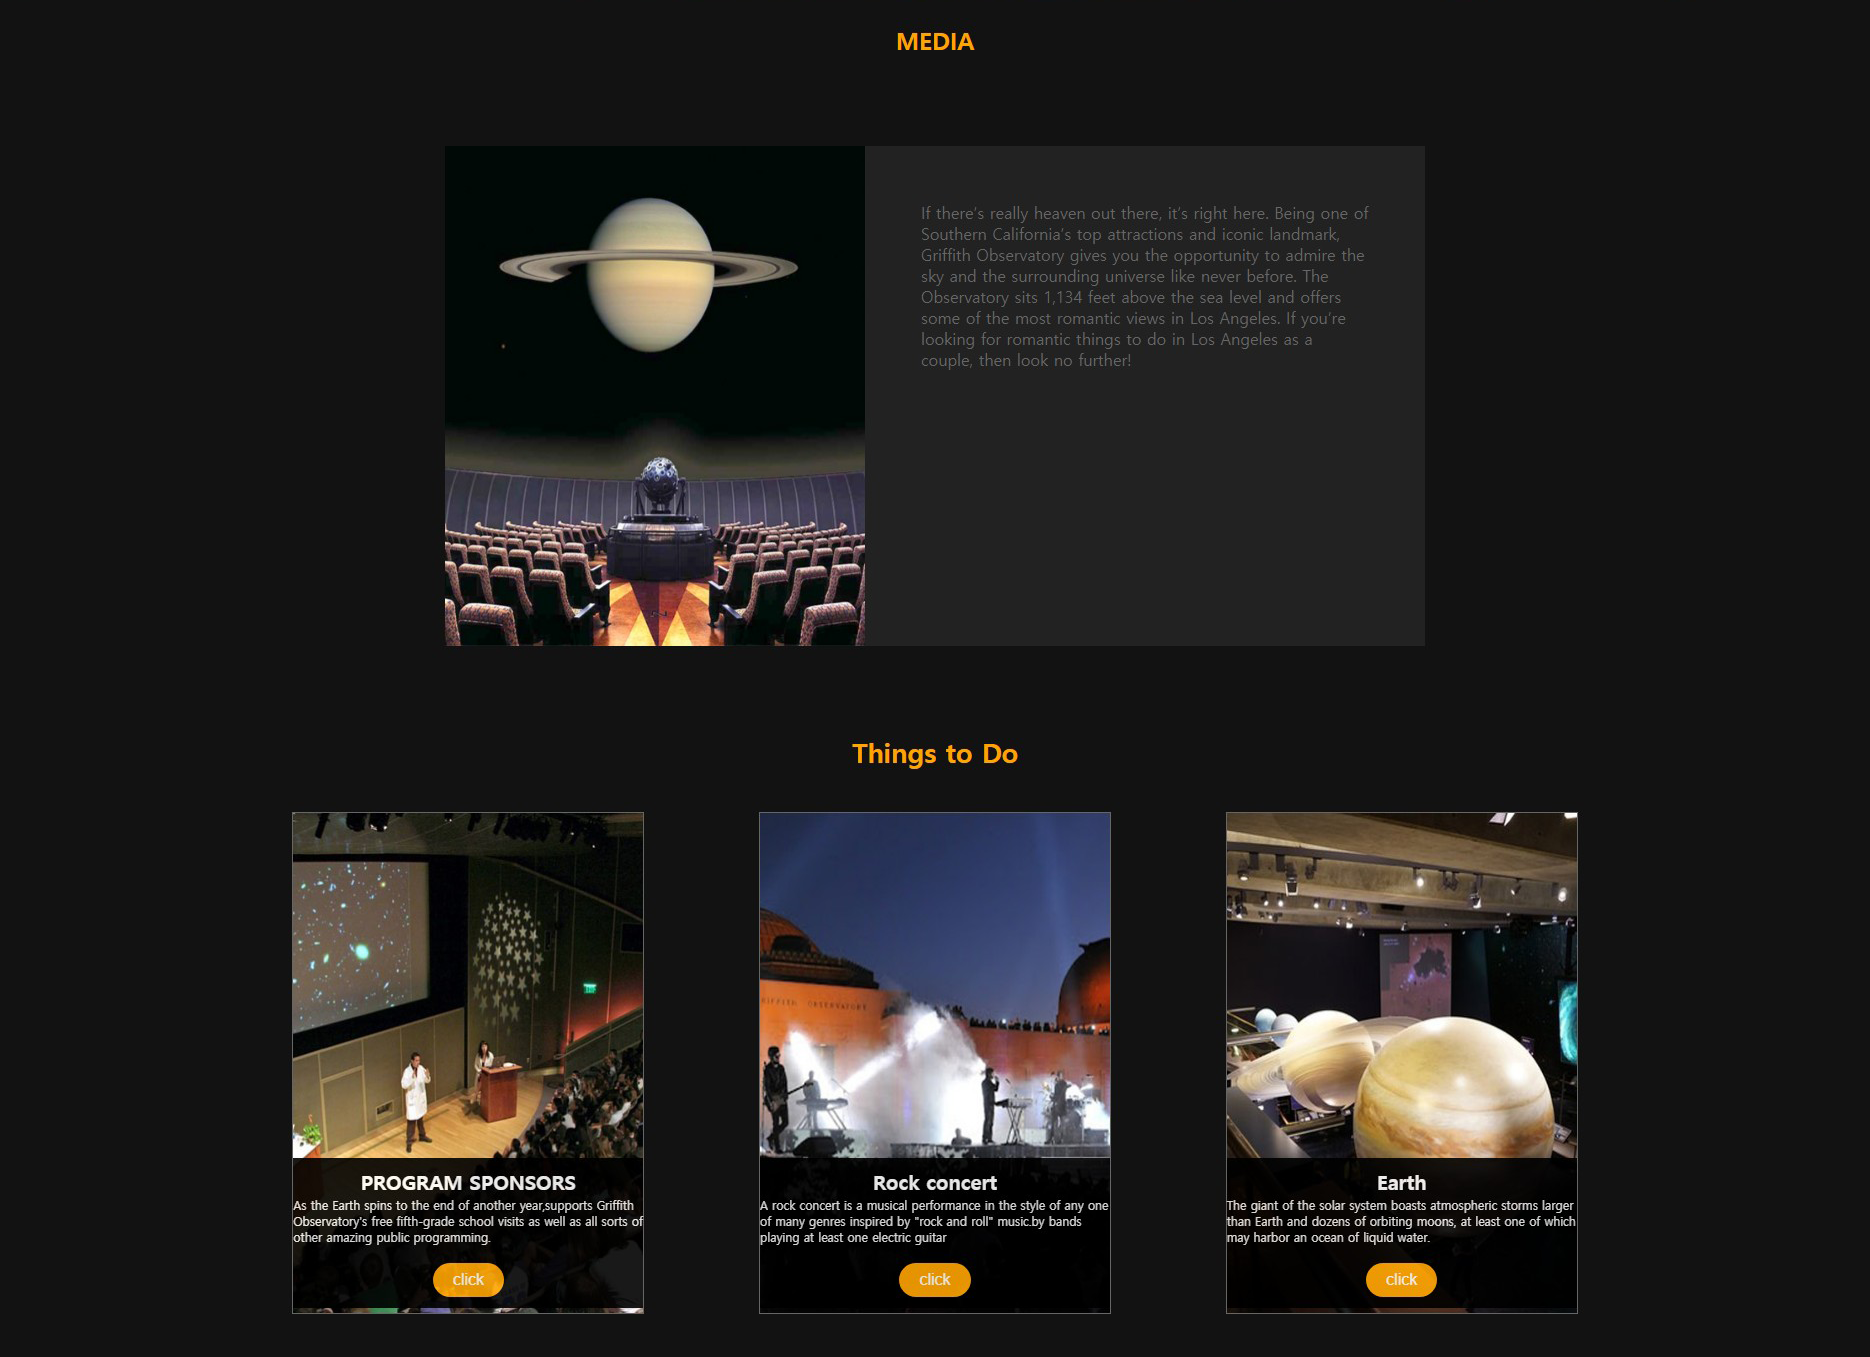 MEDIA
If there's really heaven out there, it's right here. Being one of
Southern California's top attractions and iconic landmark,
Griffith Observatory gives you the opportunity to admire the
sky and the surrounding universe like never before. The
Observatory sits 1,134 feet above the sea level and offers
some of the most romantic views in Los Angeles. If you're
looking for romantic things to do in Los Angeles as a
couple, then look no further!
Things to Do
GRIFFITH OBSERVATORY
PROGRAM SPONSORS
As the Earth spins to the end of another year,supports Griffith
Observatory's free fifth-grade school visits as well as all sorts of
other amazing public programming.
click
Rock concert
A rock concert is a musical performance in the style of any one
of many genres inspired by "rock and roll" music.by bands
playing at least one electric guitar
click
Earth
The giant of the solar system boasts atmospheric storms larger
than Earth and dozens of orbiting moons, at least one of which
may harbor an ocean of liquid water.
click